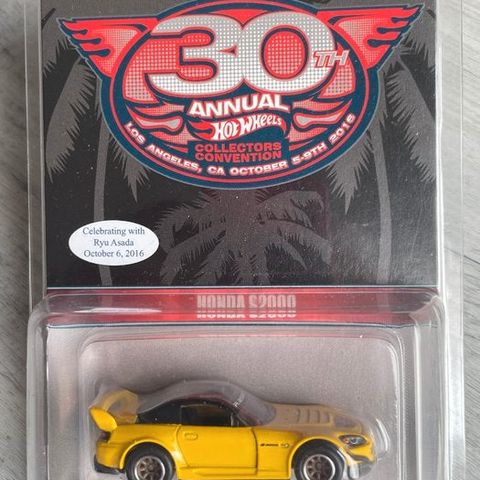 30TH
ANNUAL
Hot Wheels
COLLECTORS
CONVENTION
LOS ANGELES, CA OCTOBER 5-9TH 2016
Celebrating with
Ryu Asada
October 6, 2016
HONDA S2000